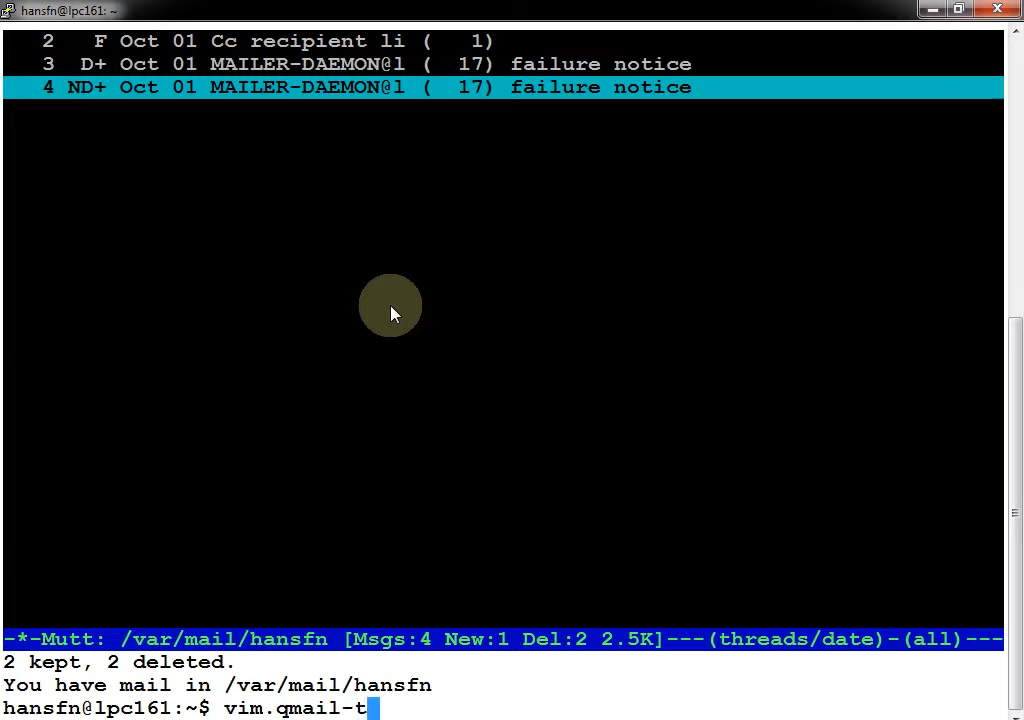 hansfn@lpc161: ~
2 F Oct 01 Cc recipient li ( 1)
3 D+ Oct 01 MAILER-DAEMON@l ( 17) failure notice
4 ND+ Oct 01 MAILER-DAEMON@l ( 17) failure notice
-*-Mutt: /var/mail/hansfn [Msgs:4 New:1 Del:2 2.5K]---(threads/date)-(all)---
2 kept, 2 deleted.
You have mail in /var/mail/hansfn
hansfn@lpc161:~$ vim.qmail-t